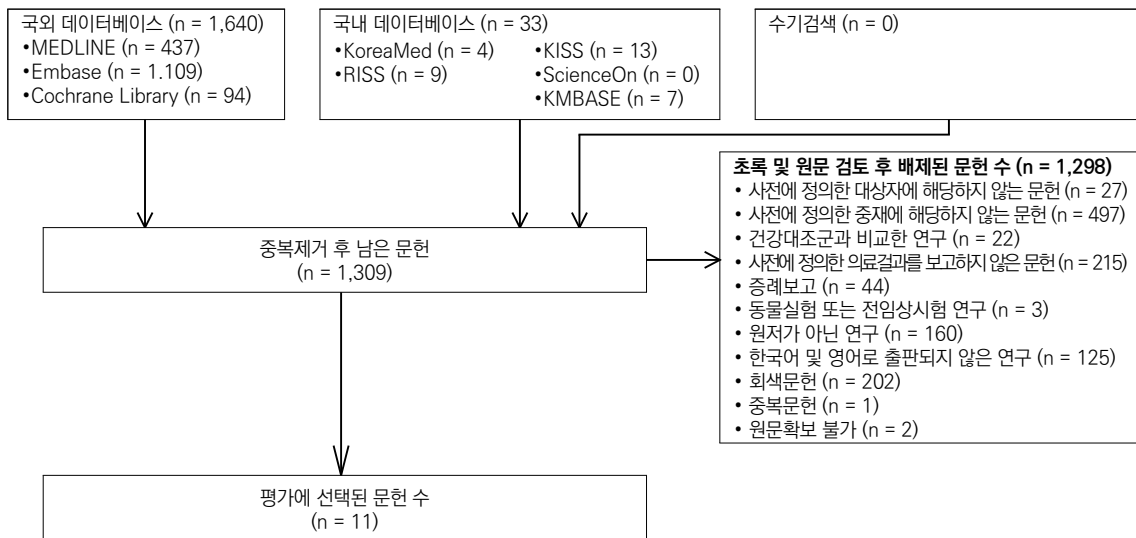 국외 데이터베이스 (n = 1,640)
•MEDLINE (n = 437)
•Embase (n = 1.109)
•Cochrane Library (n = 94)
국내 데이터베이스 (n = 33)
•KoreaMed (n = 4) •KISS (n = 13)
•RISS (n = 9) •ScienceOn (n = 0)
•KMBASE (n = 7)
수기검색 (n = 0)
초록 및 원문 검토 후 배제된 문헌 수 (n = 1,298)
• 사전에 정의한 대상자에 해당하지 않는 문헌 (n = 27)
• 사전에 정의한 중재에 해당하지 않는 문헌 (n = 497)
• 건강대조군과 비교한 연구 (n = 22)
• 사전에 정의한 의료결과를 보고하지 않은 문헌 (n = 215)
• 증례보고 (n = 44)
• 동물실험 또는 전임상시험 연구 (n = 3)
• 원저가 아닌 연구 (n = 160)
• 한국어 및 영어로 출판되지 않은 연구 (n = 125)
• 회색문헌 (n = 202)
• 중복문헌 (n = 1)
• 원문확보 불가 (n = 2)
중복제거 후 남은 문헌
(n = 1,309)
평가에 선택된 문헌 수
(n = 11)